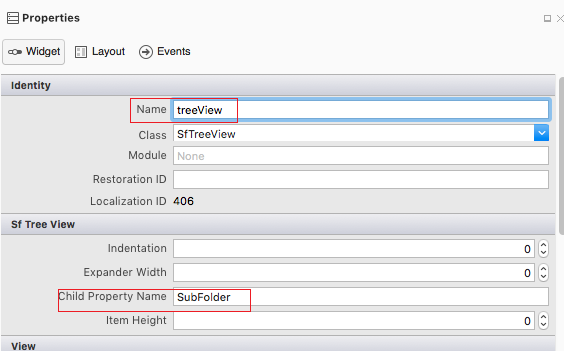 Properties
Widget Layout Events
Identity
Name treeView
Class SfTreeView
Module None
Restoration ID
Localization ID 406
Sf Tree View
Indentation 0
Expander Width 0
Child Property Name SubFolder
Item Height 0
View